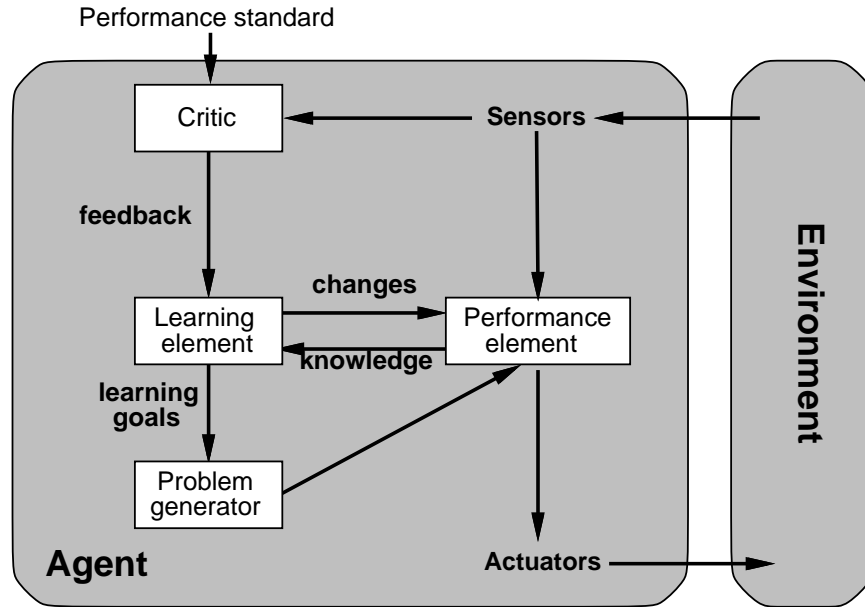 Performance standard
Critic
Sensors
feedback
changes
Learning
element
Performance
element
knowledge
learning
goals
Problem
generator
Agent
Actuators
Environment